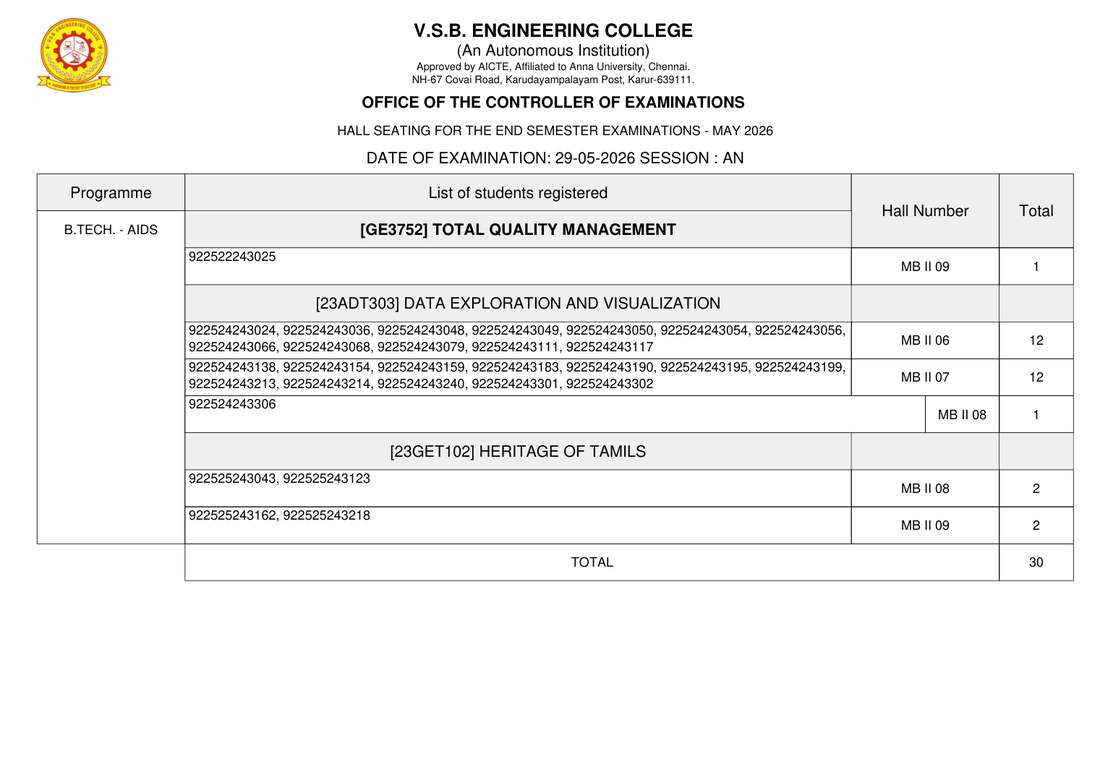 V.S.B. ENGINEERING COLLEGE
(An Autonomous Institution)
Approved by AICTE, Affiliated to Anna University, Chennai.
NH-67 Covai Road, Karudayampalayam Post, Karur-639111.
OFFICE OF THE CONTROLLER OF EXAMINATIONS
HALL SEATING FOR THE END SEMESTER EXAMINATIONS - MAY 2026
DATE OF EXAMINATION: 29-05-2026 SESSION : AN
Programme List of students registered Hall Number Total
B.TECH. - AIDS [GE3752] TOTAL QUALITY MANAGEMENT
922522243025 MB II 09 1
[23ADT303] DATA EXPLORATION AND VISUALIZATION
922524243024, 922524243036, 922524243048, 922524243049, 922524243050, 922524243054, 922524243056,
922524243066, 922524243068, 922524243079, 922524243111, 922524243117 MB II 06 12
922524243138, 922524243154, 922524243159, 922524243183, 922524243190, 922524243195, 922524243199,
922524243213, 922524243214, 922524243240, 922524243301, 922524243302 MB II 07 12
922524243306 MB II 08 1
[23GET102] HERITAGE OF TAMILS
922525243043, 922525243123 MB II 08 2
922525243162, 922525243218 MB II 09 2
TOTAL 30